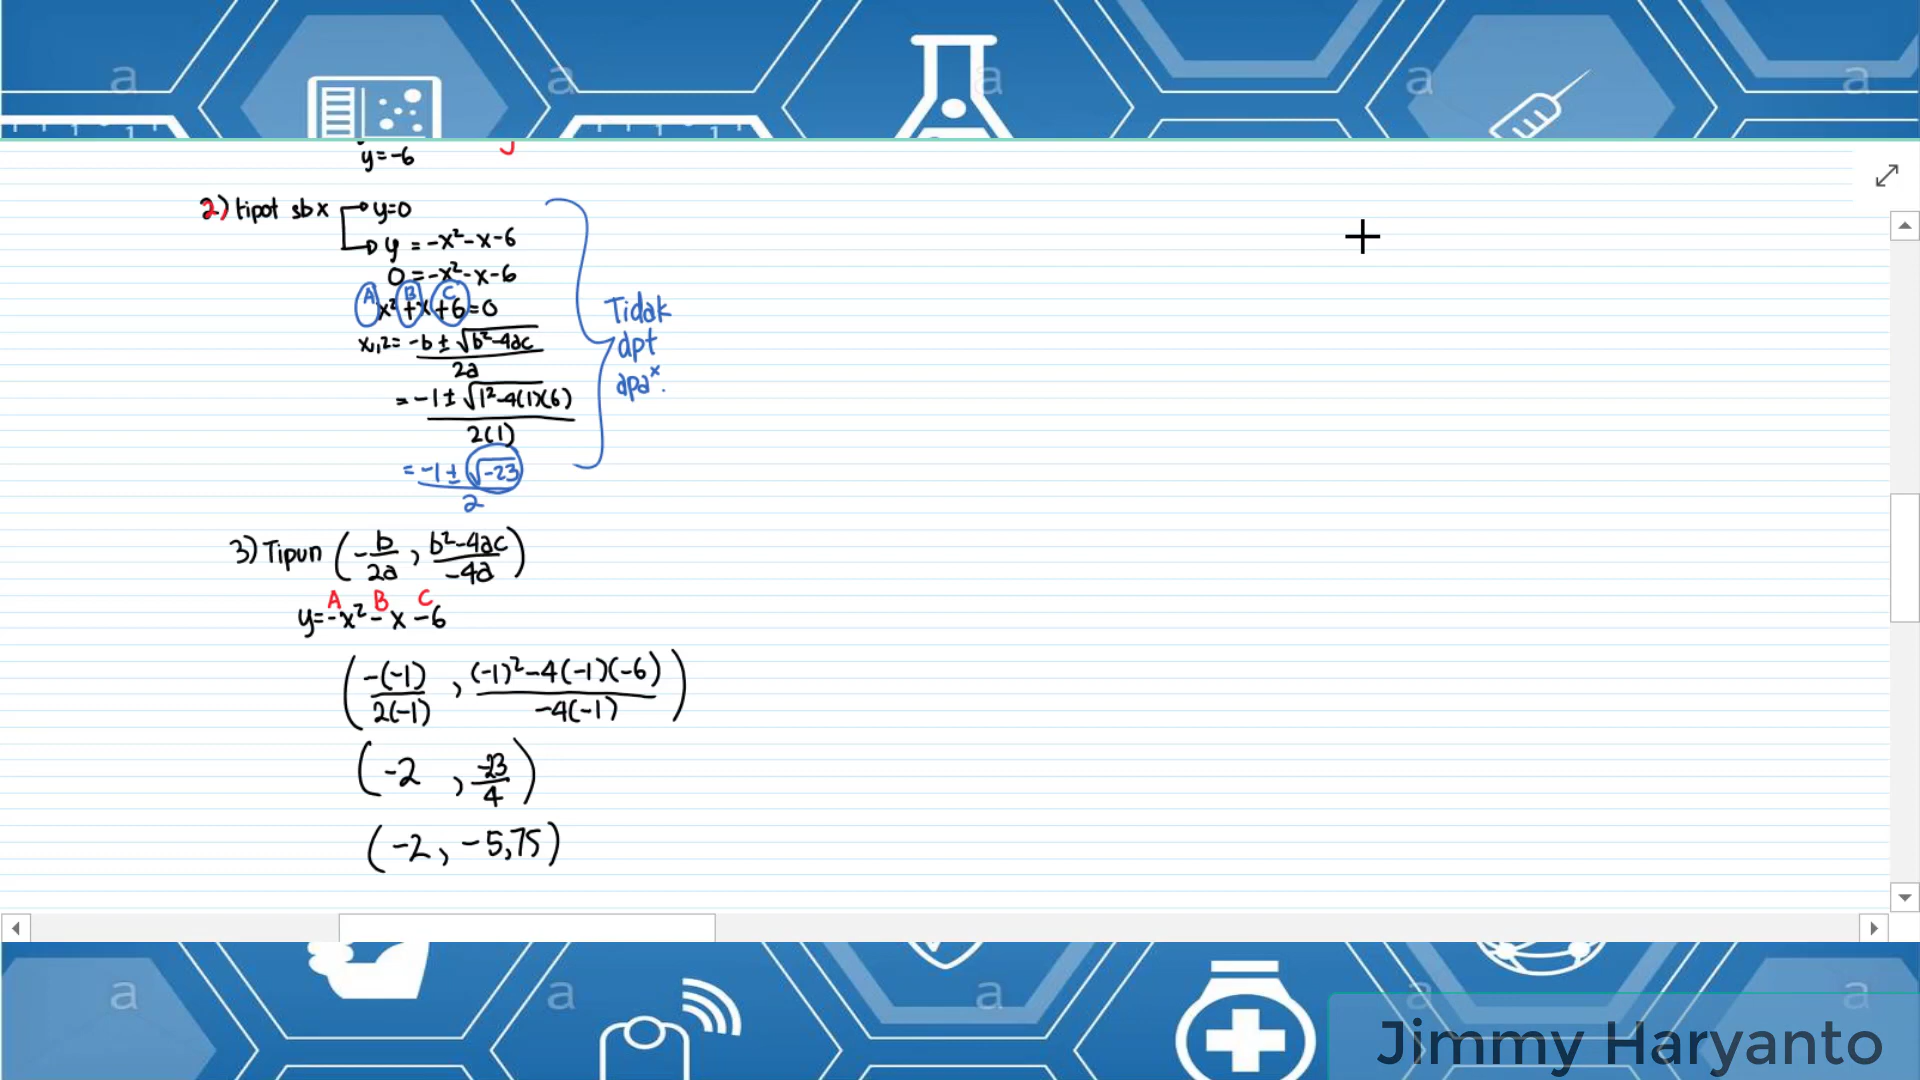 y=-6
2) tipot sbx y=0
y = -x²-x-6
0 = -x²-x-6
A B C
x²+x+6=0
x₁,₂= -b ± √b²-4ac
2a
= -1 ± √1²-4(1)(6)
2(1)
= -1 ± √-23
2
Tidak
dpt
apaˣ.
3) Tipun (-b/2a, b²-4ac/-4a)
A B C
y=-x²-x-6
(-(-1)/2(-1), (-1)²-4(-1)(-6)/-4(-1))
(-2, -23/4)
(-2, -5,75)
Jimmy Haryanto